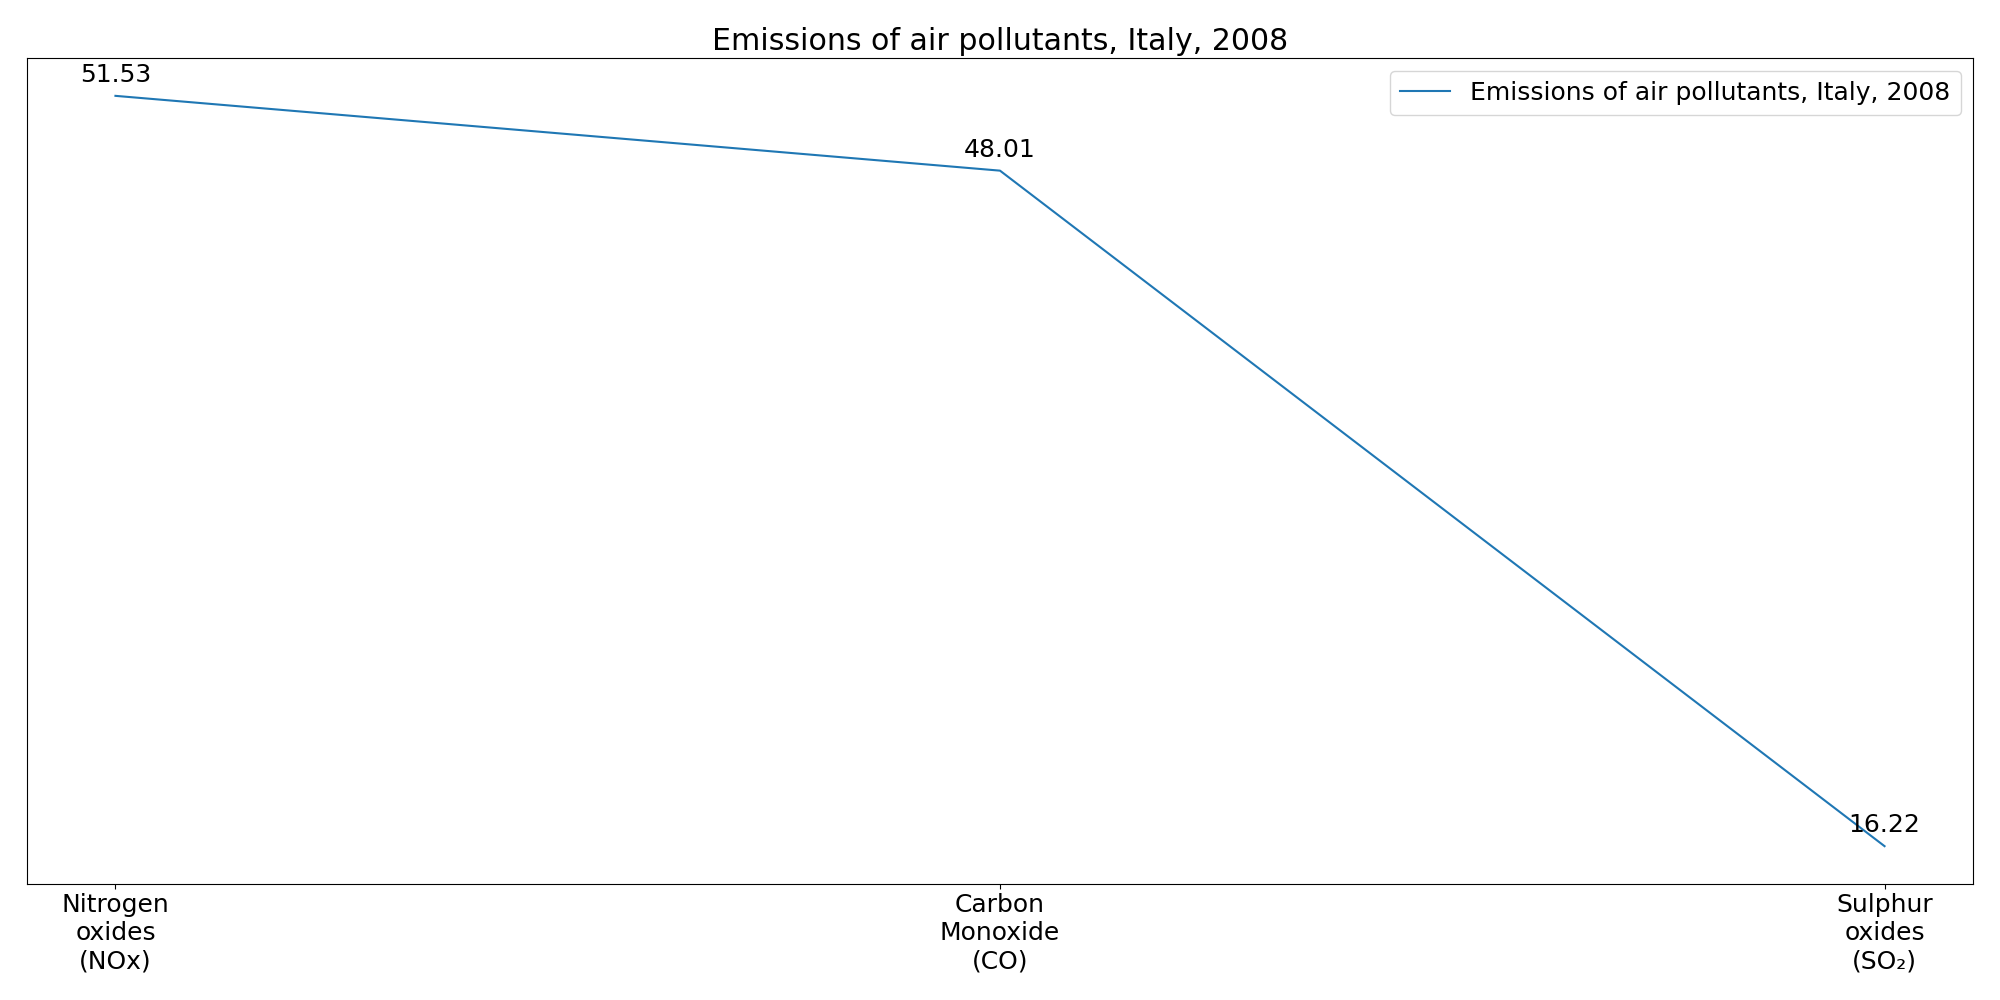 Emissions of air pollutants, Italy, 2008
51.53
Emissions of air pollutants, Italy, 2008
48.01
16.22
Nitrogen
oxides
(NOx)
Carbon
Monoxide
(CO)
Sulphur
oxides
(SO₂)